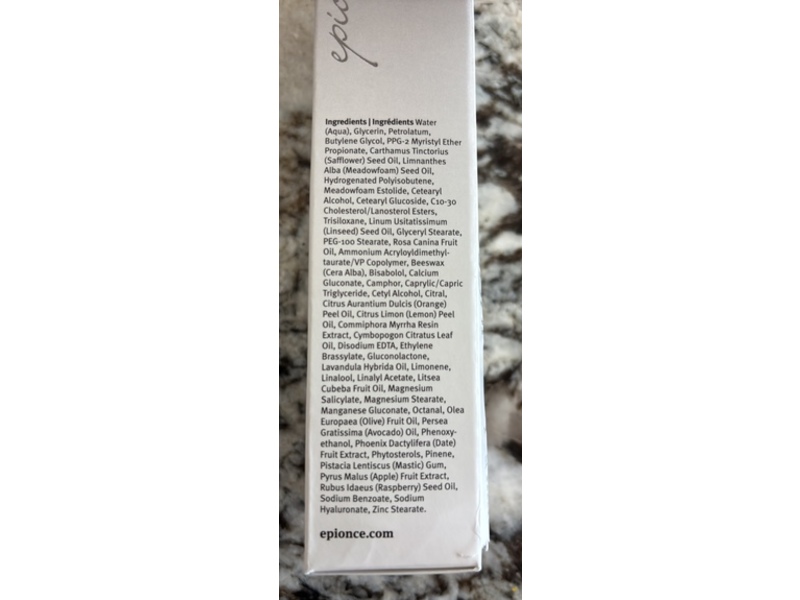 epio
Ingredients | Ingrédients Water
(Aqua), Glycerin, Petrolatum,
Butylene Glycol, PPG-2 Myristyl Ether
Propionate, Carthamus Tinctorius
(Safflower) Seed Oil, Limnanthes
Alba (Meadowfoam) Seed Oil,
Hydrogenated Polyisobutene,
Meadowfoam Estolide, Cetearyl
Alcohol, Cetearyl Glucoside, C10-30
Cholesterol/Lanosterol Esters,
Trisiloxane, Linum Usitatissimum
(Linseed) Seed Oil, Glyceryl Stearate,
PEG-100 Stearate, Rosa Canina Fruit
Oil, Ammonium Acryloyldimethyl-
taurate/VP Copolymer, Beeswax
(Cera Alba), Bisabolol, Calcium
Gluconate, Camphor, Caprylic/Capric
Triglyceride, Cetyl Alcohol, Citral,
Citrus Aurantium Dulcis (Orange)
Peel Oil, Citrus Limon (Lemon) Peel
Oil, Commiphora Myrrha Resin
Extract, Cymbopogon Citratus Leaf
Oil, Disodium EDTA, Ethylene
Brassylate, Gluconolactone,
Lavandula Hybrida Oil, Limonene,
Linalool, Linalyl Acetate, Litsea
Cubeba Fruit Oil, Magnesium
Salicylate, Magnesium Stearate,
Manganese Gluconate, Octanal, Olea
Europaea (Olive) Fruit Oil, Persea
Gratissima (Avocado) Oil, Phenoxy-
ethanol, Phoenix Dactylifera (Date)
Fruit Extract, Phytosterols, Pinene,
Pistacia Lentiscus (Mastic) Gum,
Pyrus Malus (Apple) Fruit Extract,
Rubus Idaeus (Raspberry) Seed Oil,
Sodium Benzoate, Sodium
Hyaluronate, Zinc Stearate.
epionce.com